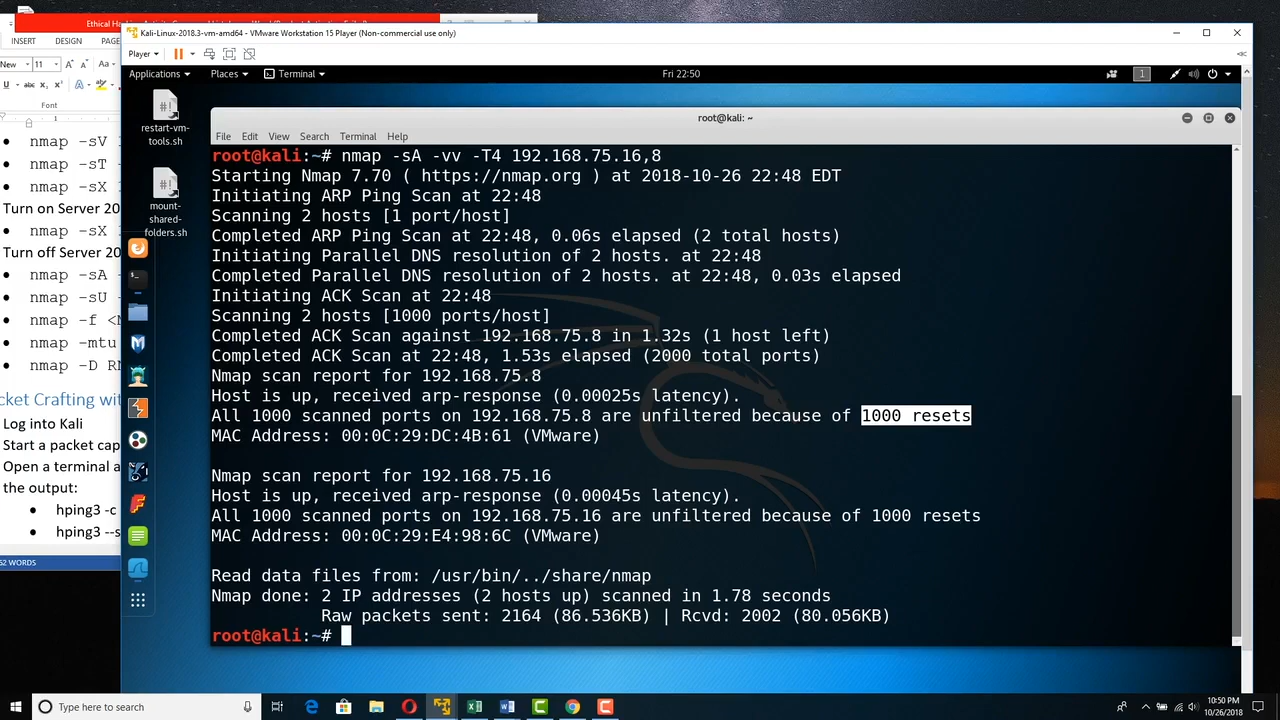 Kali-Linux-2018.3-vm-amd64 - VMware Workstation 15 Player (Non-commercial use only)
INSERT DESIGN
Player
Applications Places Terminal Fri 22:50 1
New 11 Aa
Font
restart-vm-tools.sh
mount-shared-folders.sh
root@kali: ~
File Edit View Search Terminal Help
root@kali:~# nmap -sA -vv -T4 192.168.75.16,8
Starting Nmap 7.70 ( https://nmap.org ) at 2018-10-26 22:48 EDT
Initiating ARP Ping Scan at 22:48
Scanning 2 hosts [1 port/host]
Completed ARP Ping Scan at 22:48, 0.06s elapsed (2 total hosts)
Initiating Parallel DNS resolution of 2 hosts. at 22:48
Completed Parallel DNS resolution of 2 hosts. at 22:48, 0.03s elapsed
Initiating ACK Scan at 22:48
Scanning 2 hosts [1000 ports/host]
Completed ACK Scan against 192.168.75.8 in 1.32s (1 host left)
Completed ACK Scan at 22:48, 1.53s elapsed (2000 total ports)
Nmap scan report for 192.168.75.8
Host is up, received arp-response (0.00025s latency).
All 1000 scanned ports on 192.168.75.8 are unfiltered because of 1000 resets
MAC Address: 00:0C:29:DC:4B:61 (VMware)
Nmap scan report for 192.168.75.16
Host is up, received arp-response (0.00045s latency).
All 1000 scanned ports on 192.168.75.16 are unfiltered because of 1000 resets
MAC Address: 00:0C:29:E4:98:6C (VMware)
Read data files from: /usr/bin/../share/nmap
Nmap done: 2 IP addresses (2 hosts up) scanned in 1.78 seconds
Raw packets sent: 2164 (86.536KB) | Rcvd: 2002 (80.056KB)
root@kali:~#
nmap -sV
nmap -sT
nmap -sX
Turn on Server 20
nmap -sX
Turn off Server 20
nmap -sA -
nmap -sU -
nmap -f <N
nmap -mtu
nmap -D RN
cket Crafting wit
Log into Kali
Start a packet cap
Open a terminal a
the output:
hping3 -c
hping3 --s
62 WORDS
Type here to search
10:50 PM
10/26/2018